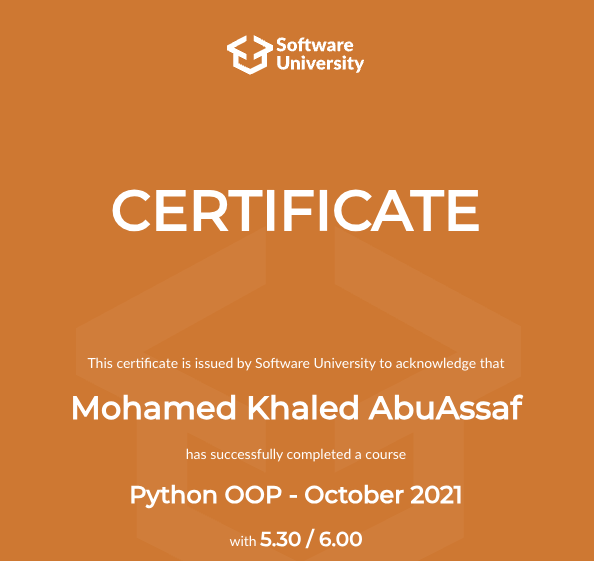 Software
University
CERTIFICATE
This certificate is issued by Software University to acknowledge that
Mohamed Khaled AbuAssaf
has successfully completed a course
Python OOP - October 2021
with 5.30 / 6.00